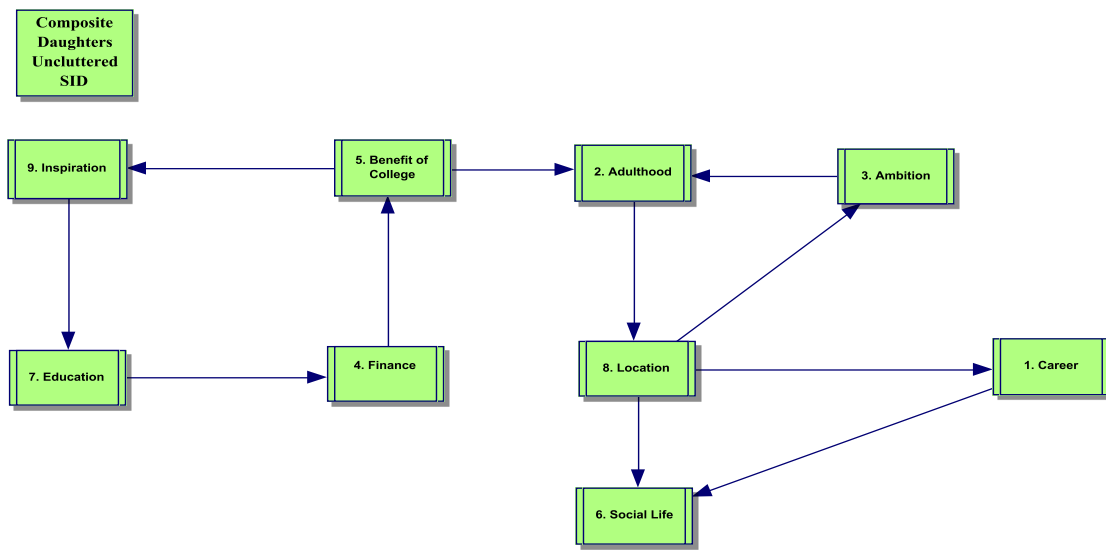 Composite
Daughters
Uncluttered
SID
9. Inspiration
5. Benefit of
College
2. Adulthood
3. Ambition
7. Education
4. Finance
8. Location
1. Career
6. Social Life